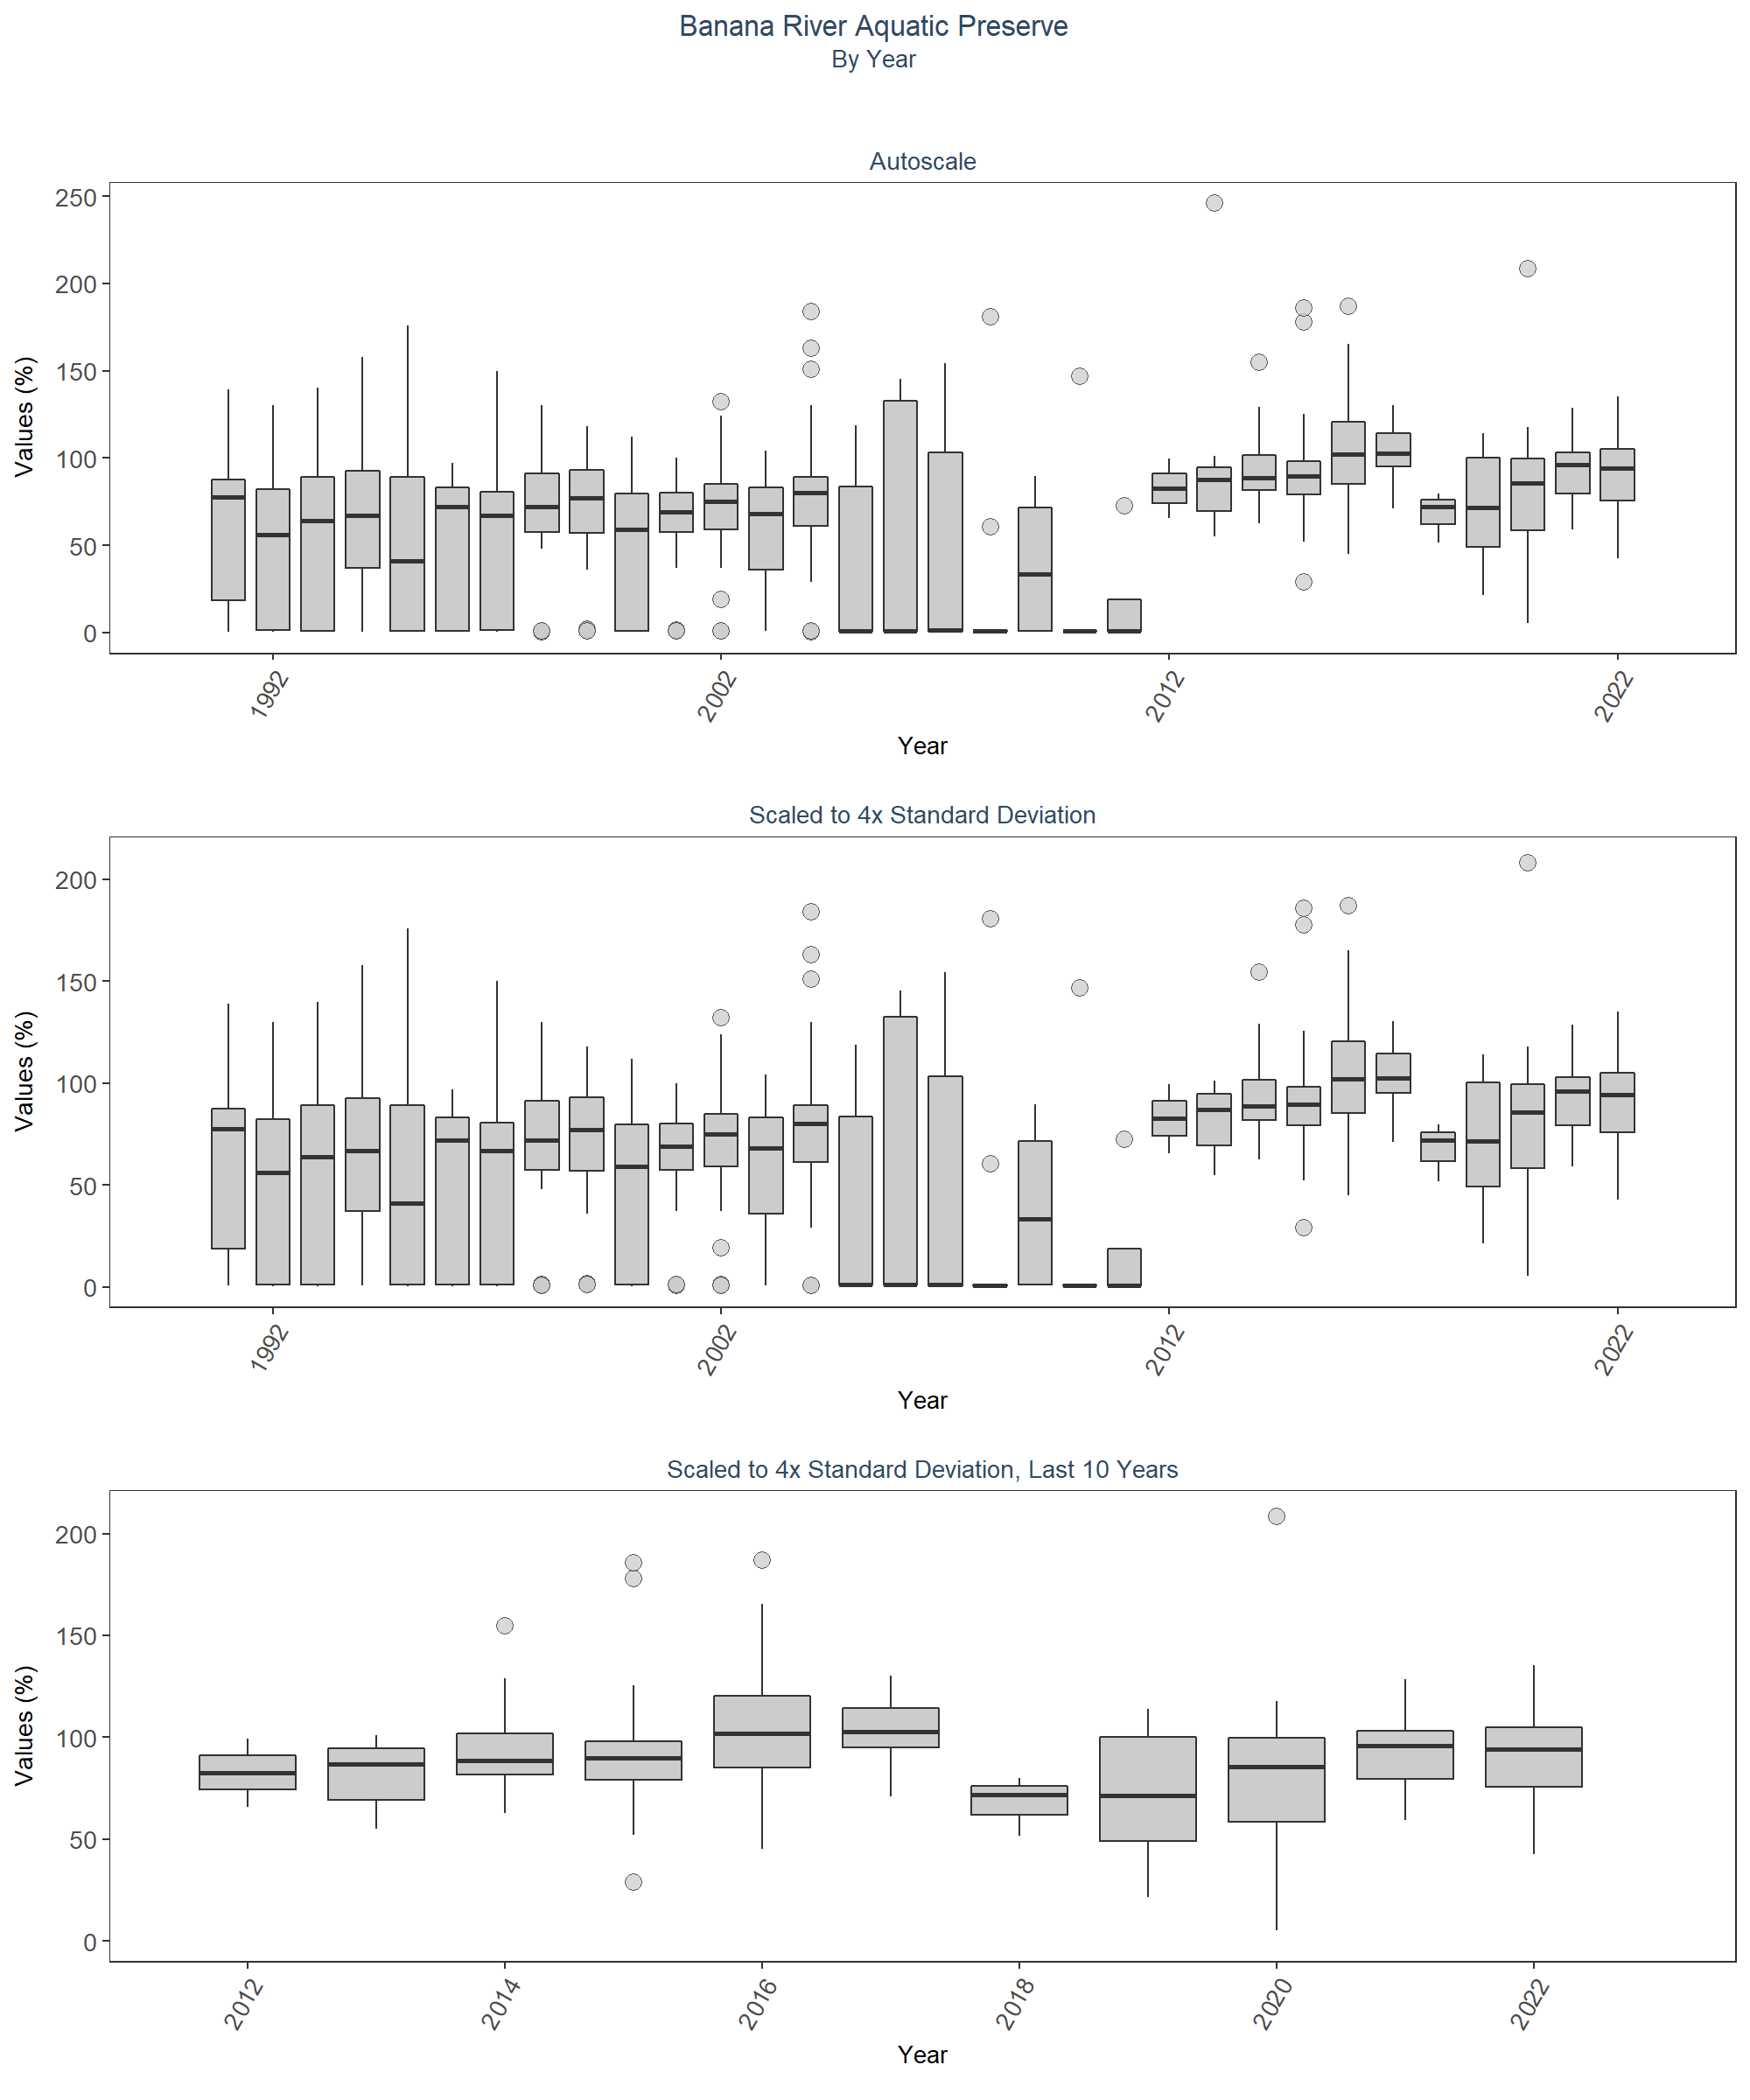 Banana River Aquatic Preserve
By Year
Autoscale
250
200
150
100
50
0
Values (%)
1992
2002
2012
2022
Year
Scaled to 4x Standard Deviation
200
150
100
50
0
Values (%)
1992
2002
2012
2022
Year
Scaled to 4x Standard Deviation, Last 10 Years
200
150
100
50
0
Values (%)
2012
2014
2016
2018
2020
2022
Year